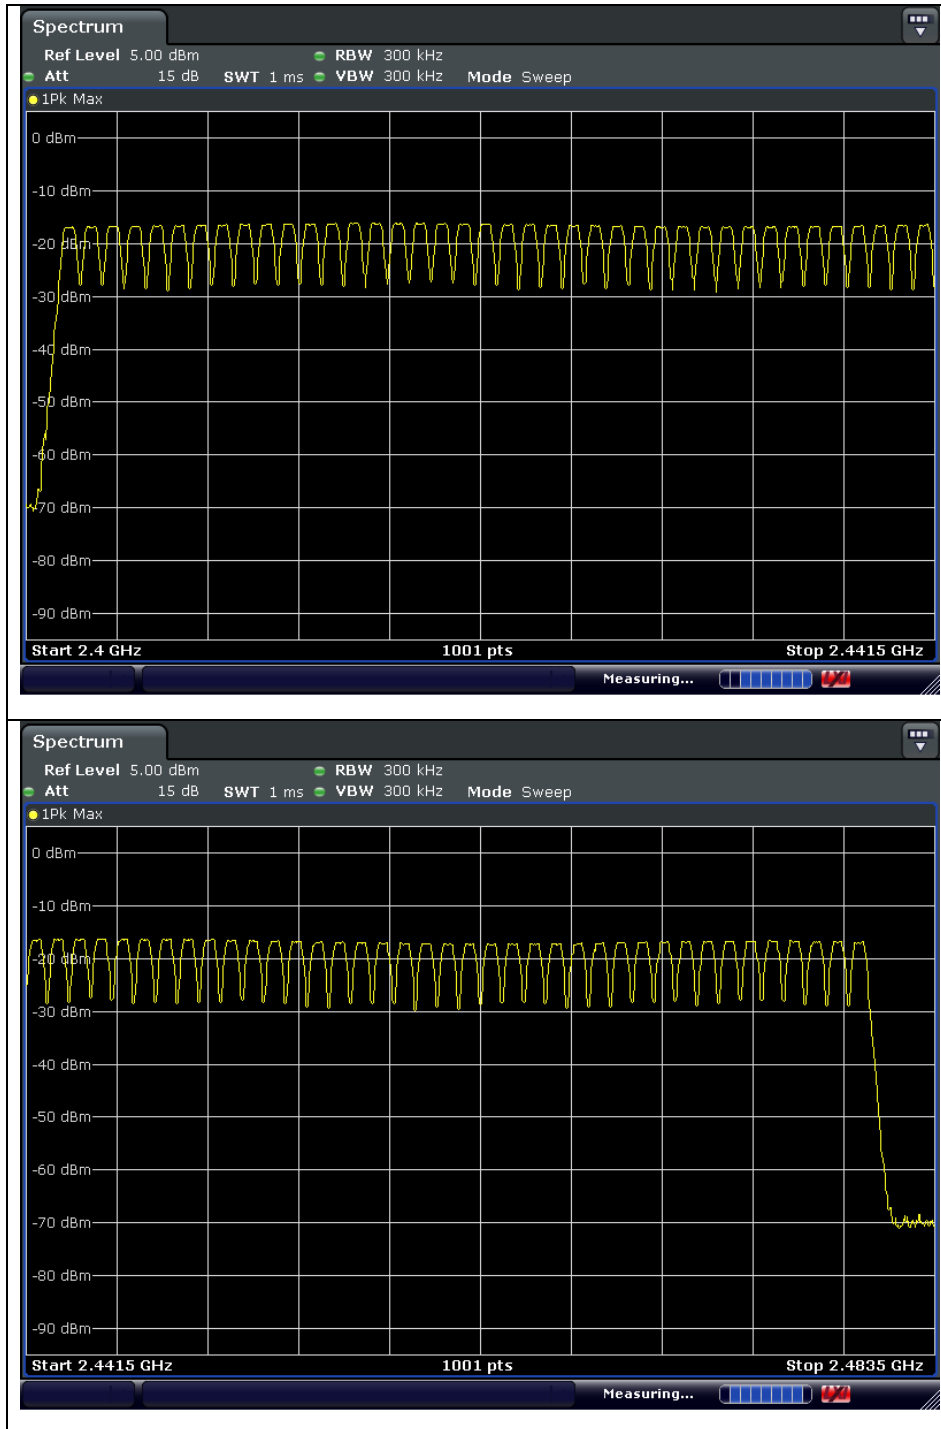 Spectrum
Ref Level 5.00 dBm RBW 300 kHz
Att 15 dB SWT 1 ms VBW 300 kHz Mode Sweep
1Pk Max
0 dBm
-10 dBm
-20 dBm
-30 dBm
-40 dBm
-50 dBm
-60 dBm
-70 dBm
-80 dBm
-90 dBm
Start 2.4 GHz 1001 pts Stop 2.4415 GHz
Measuring...
Spectrum
Ref Level 5.00 dBm RBW 300 kHz
Att 15 dB SWT 1 ms VBW 300 kHz Mode Sweep
1Pk Max
0 dBm
-10 dBm
-20 dBm
-30 dBm
-40 dBm
-50 dBm
-60 dBm
-70 dBm
-80 dBm
-90 dBm
Start 2.4415 GHz 1001 pts Stop 2.4835 GHz
Measuring...